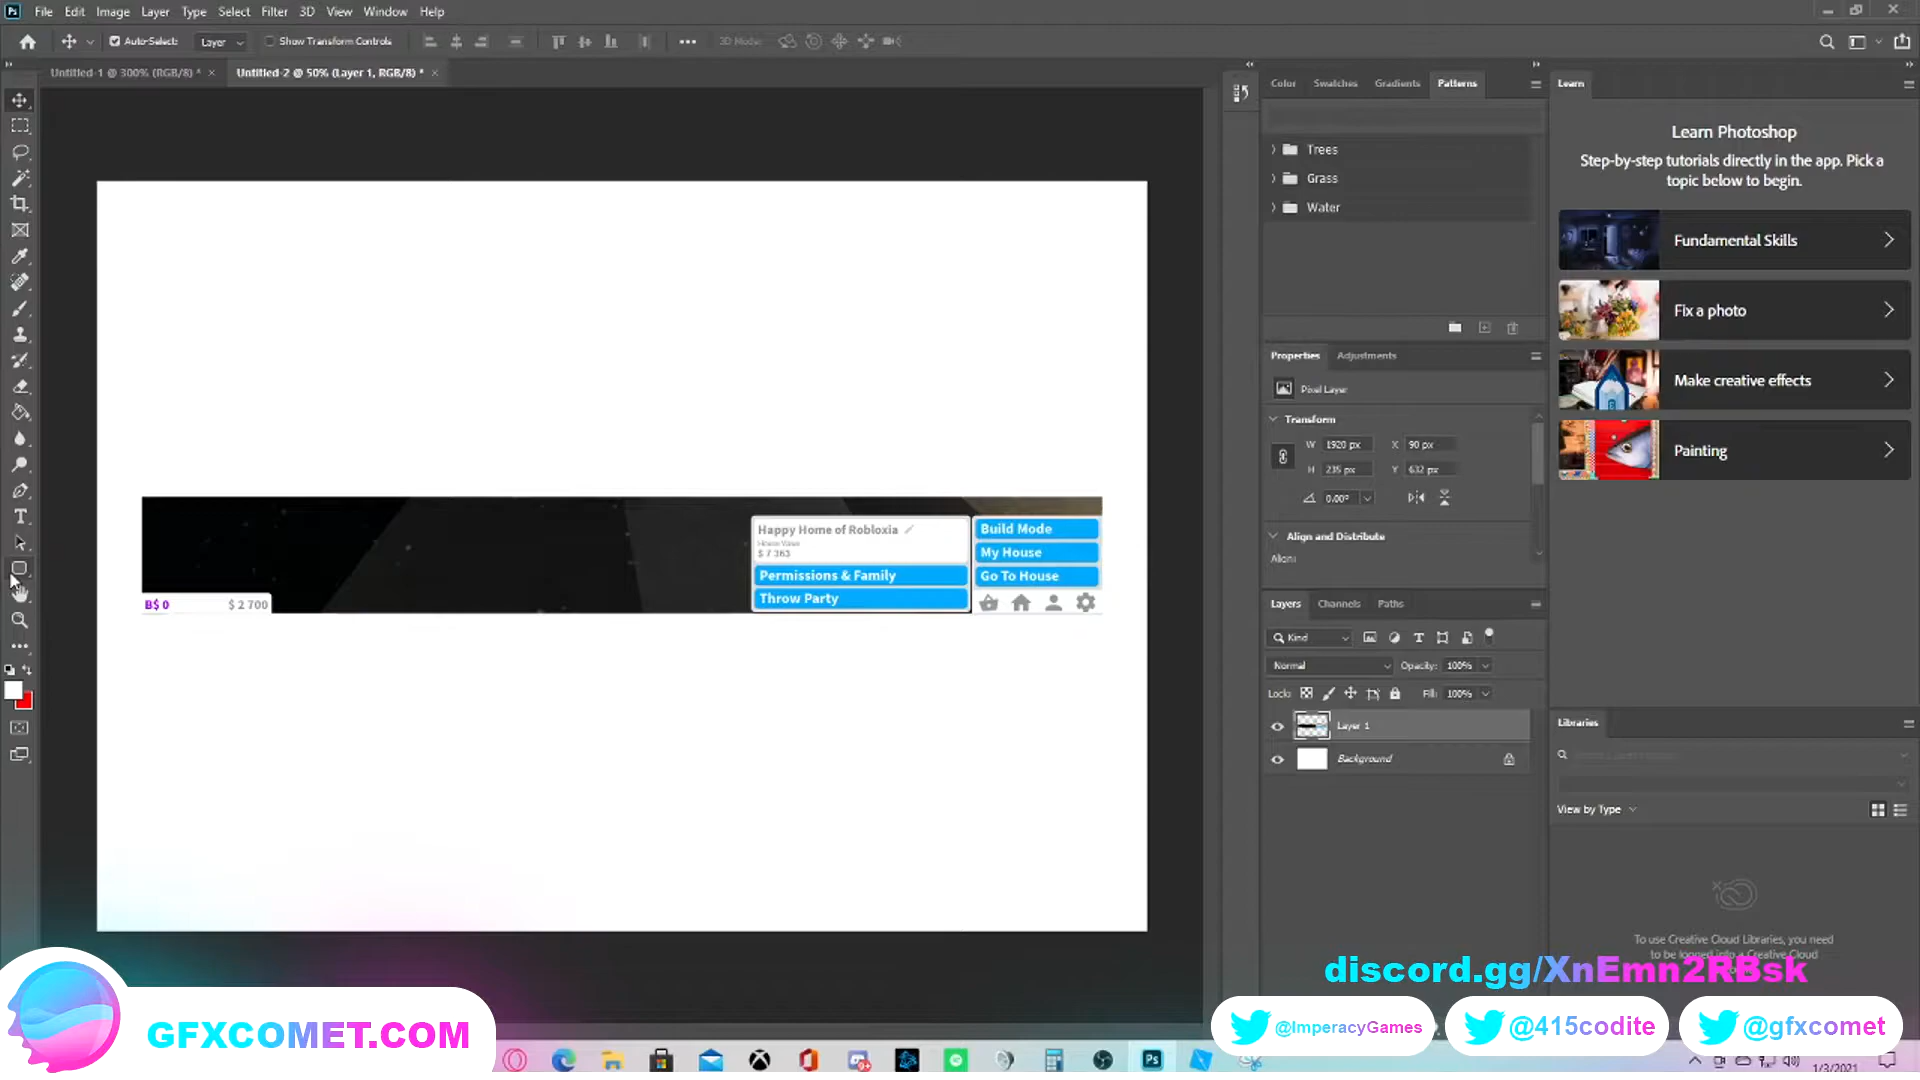 Ps File Edit Image Layer Type Select Filter 3D View Window Help
Auto-Select: Layer Show Transform Controls 3D Mode:
Untitled-1 @ 300% (RGB/8) * × Untitled-2 @ 50% (Layer 1, RGB/8) * ×
Color Swatches Gradients Patterns
Trees
Grass
Water
Properties Adjustments
Pixel Layer
Transform
W 1920 px X 90 px
H 235 px Y 632 px
0.00°
Align and Distribute
Align:
Layers Channels Paths
Kind
Normal Opacity: 100%
Lock: Fill: 100%
Layer 1
Background
Learn
Learn Photoshop
Step-by-step tutorials directly in the app. Pick a
topic below to begin.
Fundamental Skills
Fix a photo
Make creative effects
Painting
Libraries
View by Type
To use Creative Cloud Libraries, you need
to be logged into a Creative Cloud
Happy Home of Robloxia
House Value
$ 7 363
Permissions & Family
Throw Party
Build Mode
My House
Go To House
B$ 0 $ 2 700
discord.gg/XnEmn2RBsk
GFXCOMET.COM
@ImperacyGames @415codite @gfxcomet
Ps
1/3/2021